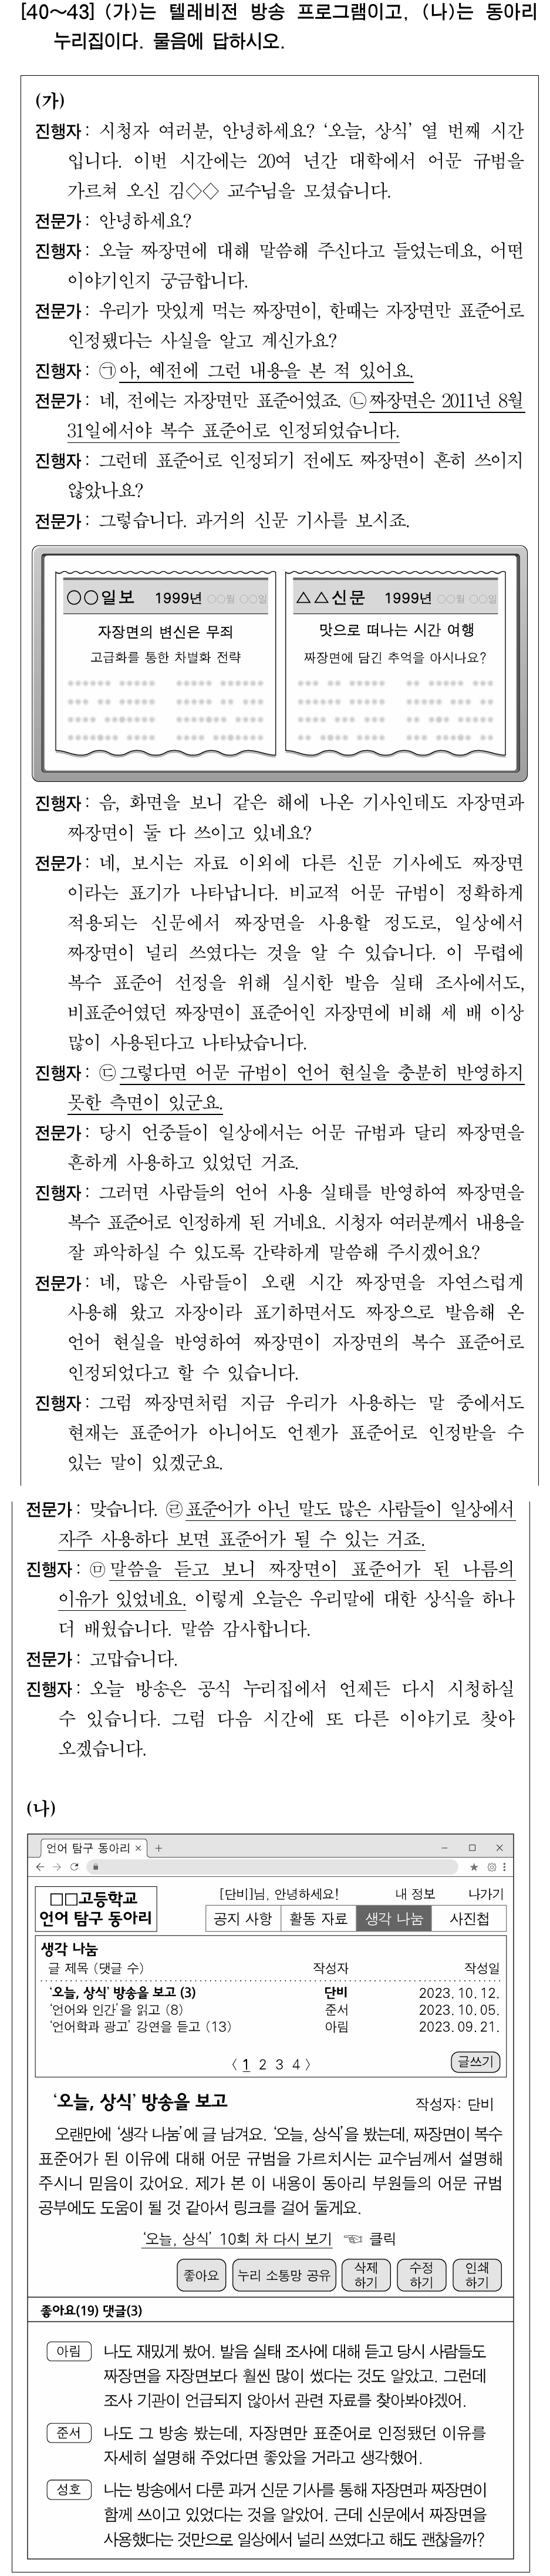 [40~43] (가)는 텔레비전 방송 프로그램이고, (나)는 동아리
누리집이다. 물음에 답하시오.
(가)
진행자 : 시청자 여러분, 안녕하세요? ‘오늘, 상식’ 열 번째 시간
입니다. 이번 시간에는 20여 년간 대학에서 어문 규범을
가르쳐 오신 김◇◇ 교수님을 모셨습니다.
전문가 : 안녕하세요?
진행자 : 오늘 짜장면에 대해 말씀해 주신다고 들었는데요, 어떤
이야기인지 궁금합니다.
전문가 : 우리가 맛있게 먹는 짜장면이, 한때는 자장면만 표준어로
인정됐다는 사실을 알고 계신가요?
진행자 : ㉠아, 예전에 그런 내용을 본 적 있어요.
전문가 : 네, 전에는 자장면만 표준어였죠. ㉡짜장면은 2011년 8월
31일에서야 복수 표준어로 인정되었습니다.
진행자 : 그런데 표준어로 인정되기 전에도 짜장면이 흔히 쓰이지
않았나요?
전문가 : 그렇습니다. 과거의 신문 기사를 보시죠.
○○일보 1999년 ○○월 ○○일
자장면의 변신은 무죄
고급화를 통한 차별화 전략
△△신문 1999년 ○○월 ○○일
맛으로 떠나는 시간 여행
짜장면에 담긴 추억을 아시나요?
진행자 : 음, 화면을 보니 같은 해에 나온 기사인데도 자장면과
짜장면이 둘 다 쓰이고 있네요?
전문가 : 네, 보시는 자료 이외에 다른 신문 기사에도 짜장면
이라는 표기가 나타납니다. 비교적 어문 규범이 정확하게
적용되는 신문에서 짜장면을 사용할 정도로, 일상에서
짜장면이 널리 쓰였다는 것을 알 수 있습니다. 이 무렵에
복수 표준어 선정을 위해 실시한 발음 실태 조사에서도,
비표준어였던 짜장면이 표준어인 자장면에 비해 세 배 이상
많이 사용된다고 나타났습니다.
진행자 : ㉢그렇다면 어문 규범이 언어 현실을 충분히 반영하지
못한 측면이 있군요.
전문가 : 당시 언중들이 일상에서는 어문 규범과 달리 짜장면을
흔하게 사용하고 있었던 거죠.
진행자 : 그러면 사람들의 언어 사용 실태를 반영하여 짜장면을
복수 표준어로 인정하게 된 거네요. 시청자 여러분께서 내용을
잘 파악하실 수 있도록 간략하게 말씀해 주시겠어요?
전문가 : 네, 많은 사람들이 오랜 시간 짜장면을 자연스럽게
사용해 왔고 자장이라 표기하면서도 짜장으로 발음해 온
언어 현실을 반영하여 짜장면이 자장면의 복수 표준어로
인정되었다고 할 수 있습니다.
진행자 : 그럼 짜장면처럼 지금 우리가 사용하는 말 중에서도
현재는 표준어가 아니어도 언젠가 표준어로 인정받을 수
있는 말이 있겠군요.
전문가 : 맞습니다. ㉣표준어가 아닌 말도 많은 사람들이 일상에서
자주 사용하다 보면 표준어가 될 수 있는 거죠.
진행자 : ㉤말씀을 듣고 보니 짜장면이 표준어가 된 나름의
이유가 있었네요. 이렇게 오늘은 우리말에 대한 상식을 하나
더 배웠습니다. 말씀 감사합니다.
전문가 : 고맙습니다.
진행자 : 오늘 방송은 공식 누리집에서 언제든 다시 시청하실
수 있습니다. 그럼 다음 시간에 또 다른 이야기로 찾아
오겠습니다.
(나)
언어 탐구 동아리 × +
□□고등학교
언어 탐구 동아리
[단비]님, 안녕하세요! 내 정보 나가기
공지 사항 활동 자료 생각 나눔 사진첩
생각 나눔
글 제목 (댓글 수) 작성자 작성일
‘오늘, 상식’ 방송을 보고 (3) 단비 2023. 10. 12.
‘언어와 인간’을 읽고 (8) 준서 2023. 10. 05.
‘언어학과 광고’ 강연을 듣고 (13) 아림 2023. 09. 21.
〈 1 2 3 4 〉 글쓰기
‘오늘, 상식’ 방송을 보고 작성자: 단비
오랜만에 ‘생각 나눔’에 글 남겨요. ‘오늘, 상식’을 봤는데, 짜장면이 복수
표준어가 된 이유에 대해 어문 규범을 가르치시는 교수님께서 설명해
주시니 믿음이 갔어요. 제가 본 이 내용이 동아리 부원들의 어문 규범
공부에도 도움이 될 것 같아서 링크를 걸어 둘게요.
‘오늘, 상식’ 10회 차 다시 보기 ☜ 클릭
좋아요 누리 소통망 공유 삭제하기 수정하기 인쇄하기
좋아요(19) 댓글(3)
아림 나도 재밌게 봤어. 발음 실태 조사에 대해 듣고 당시 사람들도
짜장면을 자장면보다 훨씬 많이 썼다는 것도 알았고. 그런데
조사 기관이 언급되지 않아서 관련 자료를 찾아봐야겠어.
준서 나도 그 방송 봤는데, 자장면만 표준어로 인정됐던 이유를
자세히 설명해 주었다면 좋았을 거라고 생각했어.
성호 나는 방송에서 다룬 과거 신문 기사를 통해 자장면과 짜장면이
함께 쓰이고 있었다는 것을 알았어. 근데 신문에서 짜장면을
사용했다는 것만으로 일상에서 널리 쓰였다고 해도 괜찮을까?